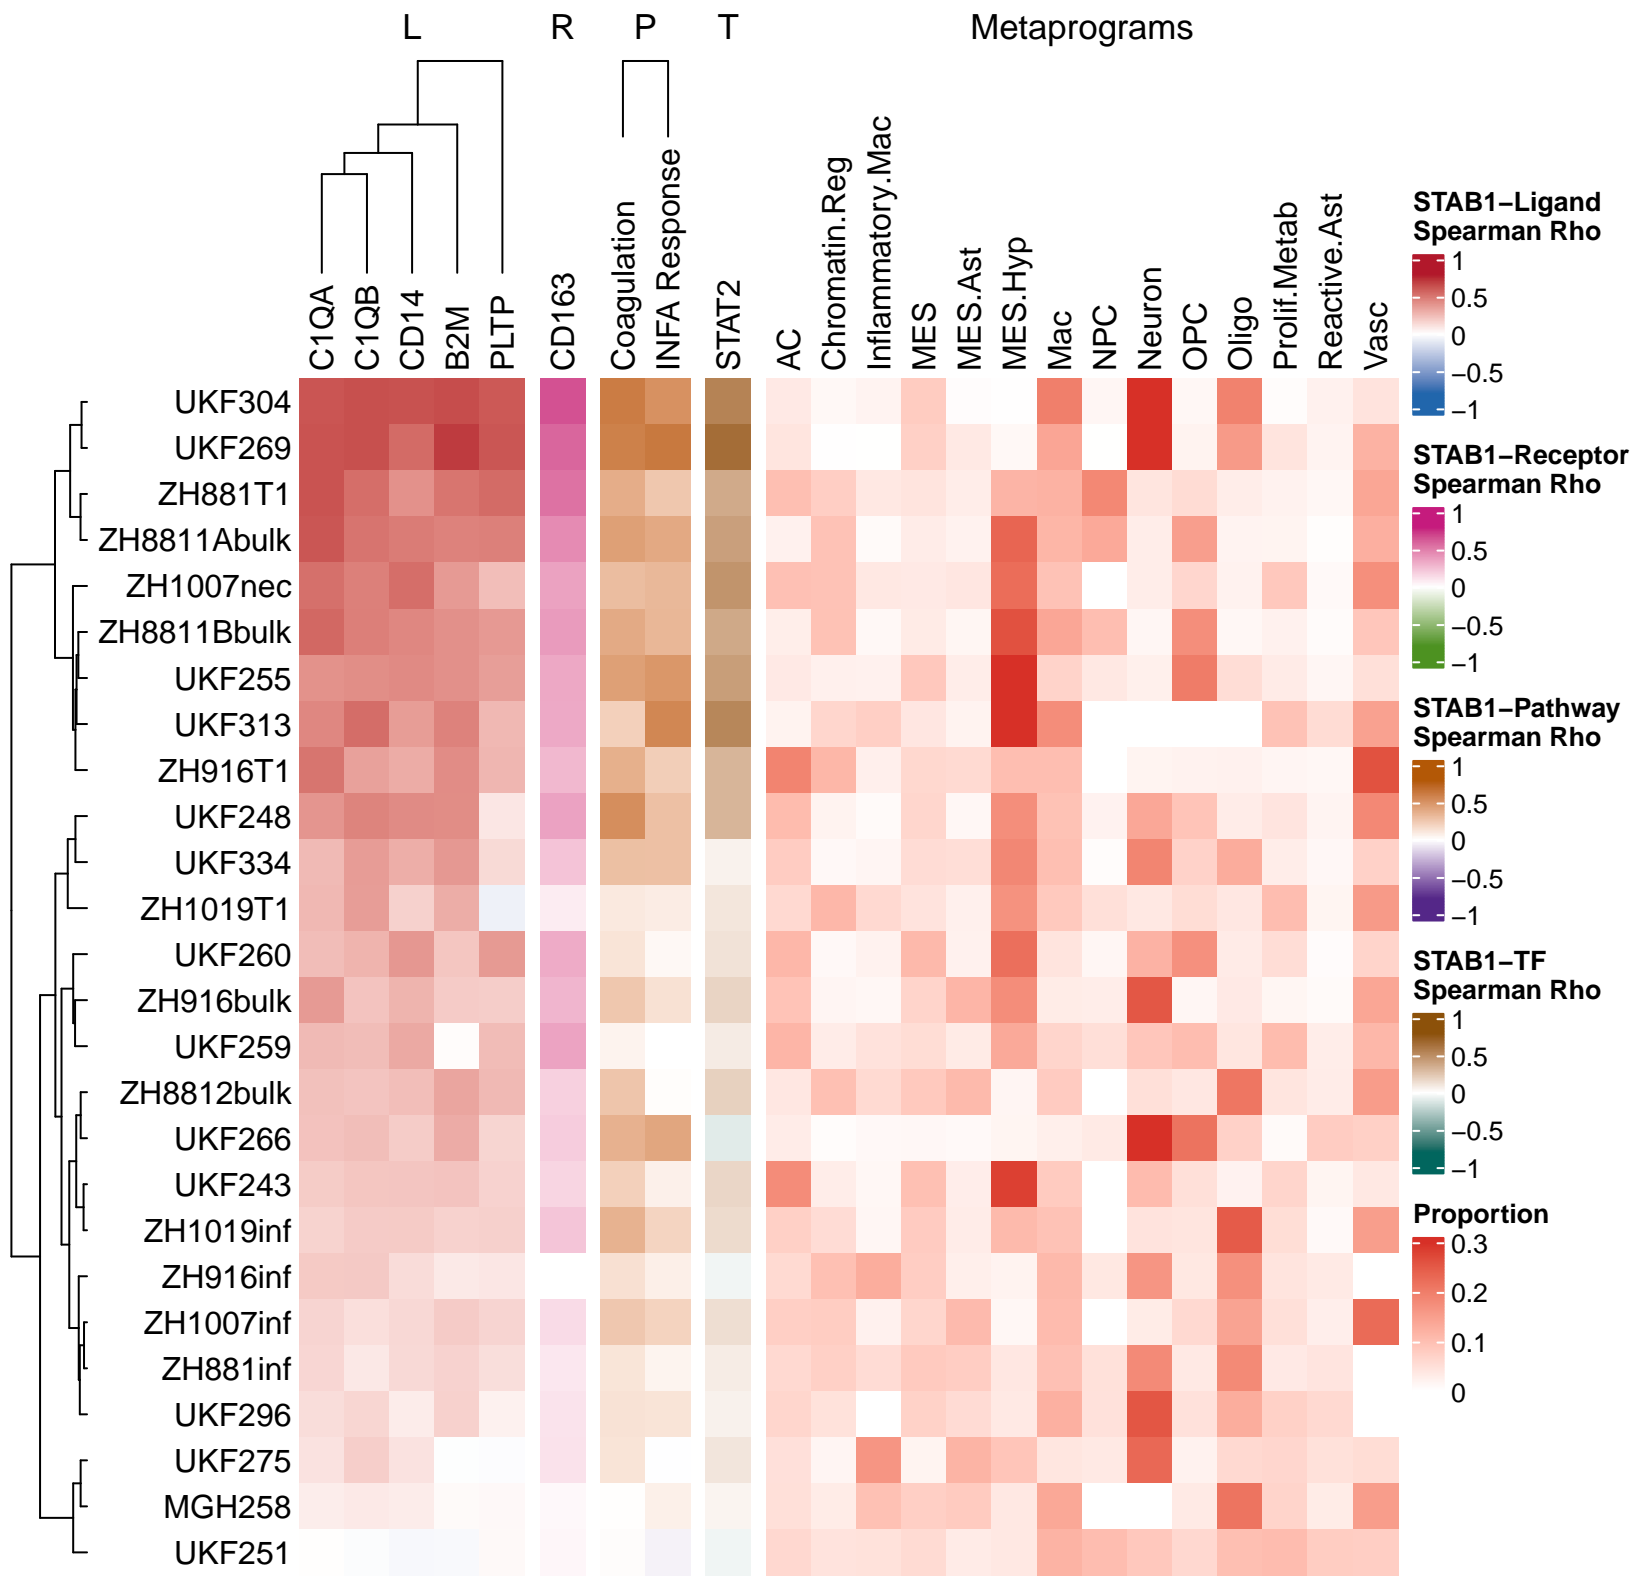 L R P T Metaprograms
C1QA C1QB CD14 B2M PLTP CD163 Coagulation INFA Response STAT2 AC Chromatin.Reg Inflammatory.Mac MES MES.Ast MES.Hyp Mac NPC Neuron OPC Oligo Prolif.Metab Reactive.Ast Vasc
UKF304
UKF269
ZH881T1
ZH8811Abulk
ZH1007nec
ZH8811Bbulk
UKF255
UKF313
ZH916T1
UKF248
UKF334
ZH1019T1
UKF260
ZH916bulk
UKF259
ZH8812bulk
UKF266
UKF243
ZH1019inf
ZH916inf
ZH1007inf
ZH881inf
UKF296
UKF275
MGH258
UKF251
STAB1−Ligand
Spearman Rho
1
0.5
0
−0.5
−1
STAB1−Receptor
Spearman Rho
1
0.5
0
−0.5
−1
STAB1−Pathway
Spearman Rho
1
0.5
0
−0.5
−1
STAB1−TF
Spearman Rho
1
0.5
0
−0.5
−1
Proportion
0.3
0.2
0.1
0